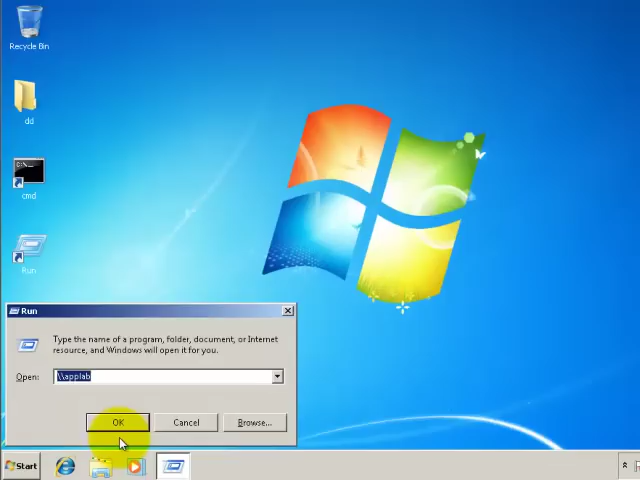 Recycle Bin
dd
C:\_
cmd
Run
Run
Type the name of a program, folder, document, or Internet
resource, and Windows will open it for you.
Open:
\\applab
OK
Cancel
Browse...
Start